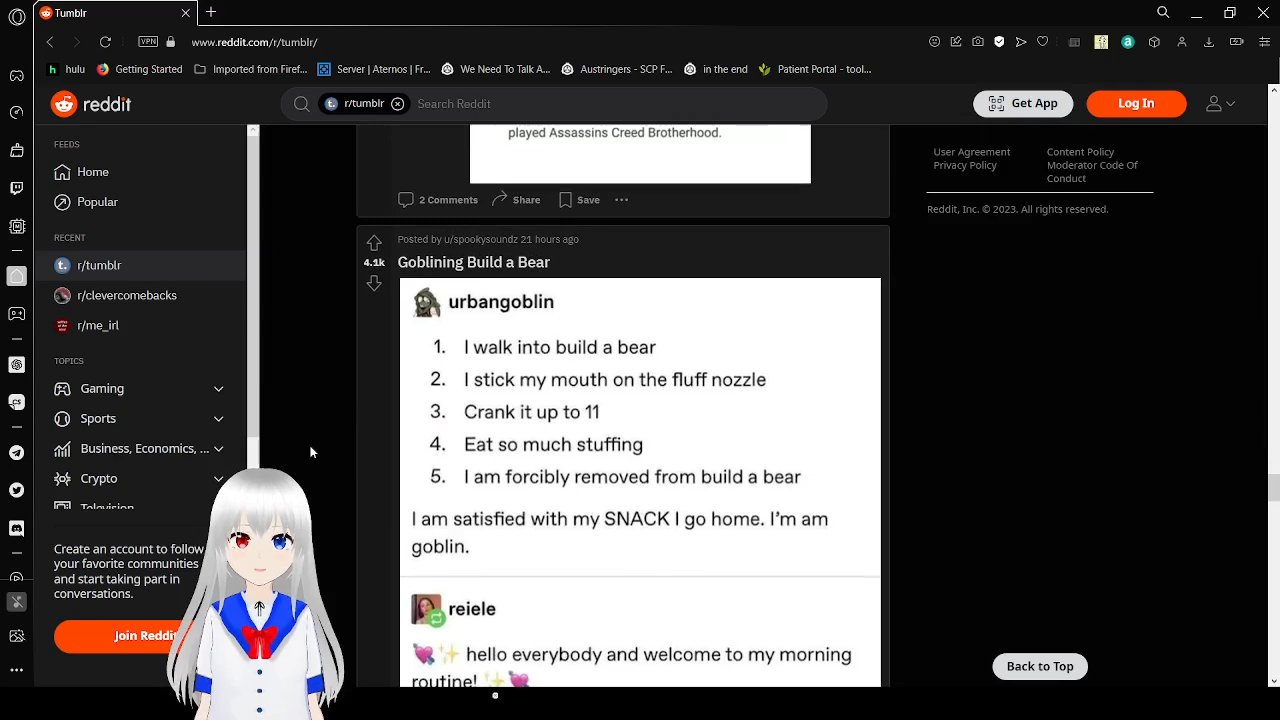 Tumblr
www.reddit.com/r/tumblr/
VPN
hulu
Getting Started
Imported from Firef...
Server | Aternos | Fr...
We Need To Talk A...
Austringers - SCP F...
in the end
Patient Portal - tool...
reddit
r/tumblr
Search Reddit
Get App
Log In
FEEDS
Home
Popular
RECENT
r/tumblr
r/clevercomebacks
r/me_irl
TOPICS
Gaming
Sports
Business, Economics, ...
Crypto
Television
Create an account to follow
your favorite communities
and start taking part in
conversations.
Join Reddit
played Assassins Creed Brotherhood.
2 Comments
Share
Save
Posted by u/spookysoundz 21 hours ago
4.1k
Goblining Build a Bear
urbangoblin
1. I walk into build a bear
2. I stick my mouth on the fluff nozzle
3. Crank it up to 11
4. Eat so much stuffing
5. I am forcibly removed from build a bear
I am satisfied with my SNACK I go home. I'm am
goblin.
reiele
💘✨ hello everybody and welcome to my morning
routine! ✨💘
User Agreement
Privacy Policy
Content Policy
Moderator Code Of
Conduct
Reddit, Inc. © 2023. All rights reserved.
Back to Top